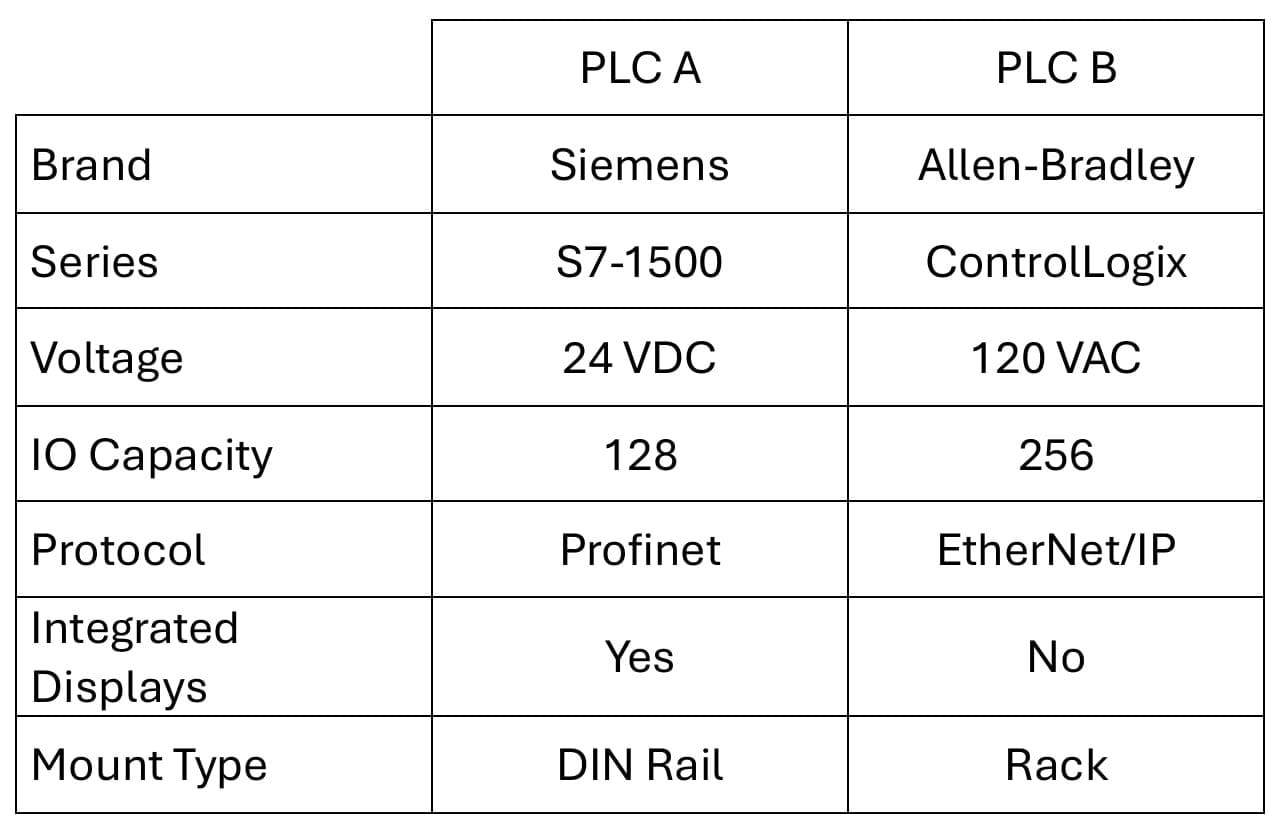 PLC A PLC B
Brand Siemens Allen-Bradley
Series S7-1500 ControlLogix
Voltage 24 VDC 120 VAC
IO Capacity 128 256
Protocol Profinet EtherNet/IP
Integrated
Displays Yes No
Mount Type DIN Rail Rack